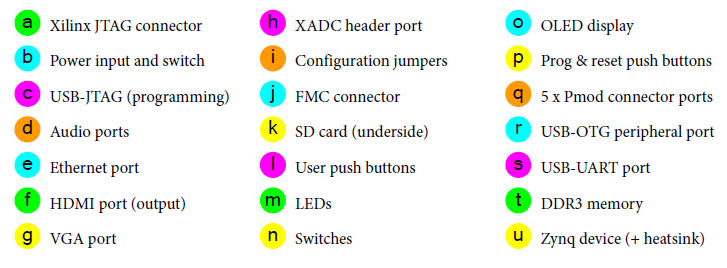 a Xilinx JTAG connector
b Power input and switch
c USB-JTAG (programming)
d Audio ports
e Ethernet port
f HDMI port (output)
g VGA port
h XADC header port
i Configuration jumpers
j FMC connector
k SD card (underside)
l User push buttons
m LEDs
n Switches
o OLED display
p Prog & reset push buttons
q 5 x Pmod connector ports
r USB-OTG peripheral port
s USB-UART port
t DDR3 memory
u Zynq device (+ heatsink)